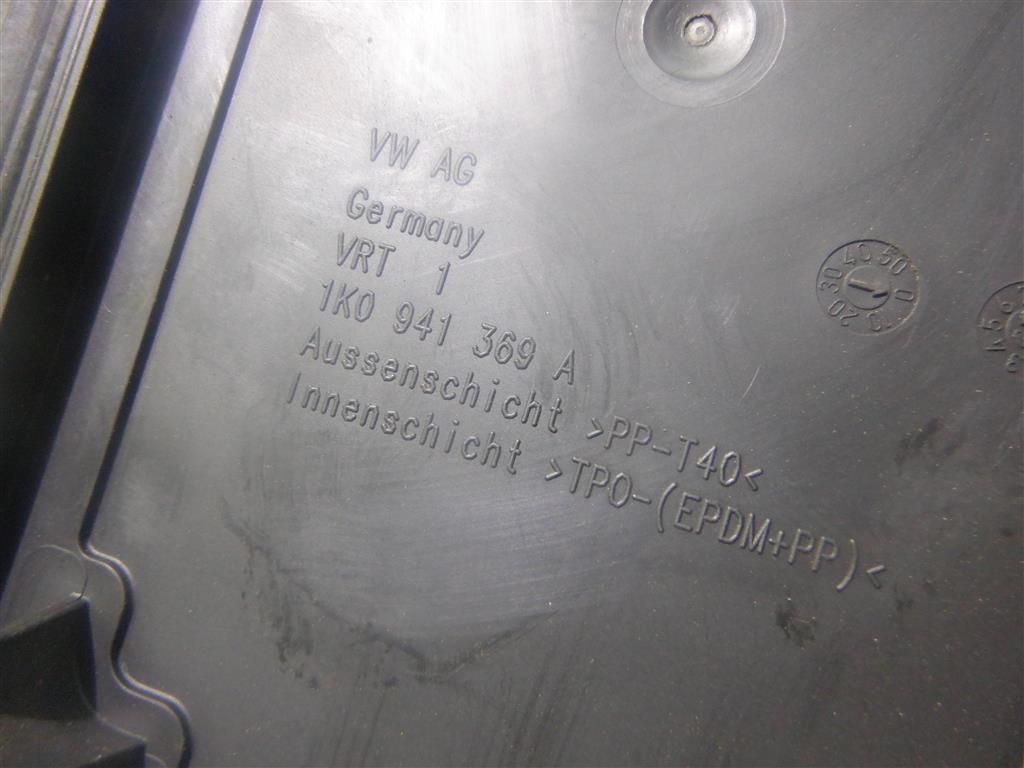 VW AG
Germany
VRT 1
1K0 941 369 A
Aussenschicht >PP-T40<
Innenschicht >TPO-(EPDM+PP)<